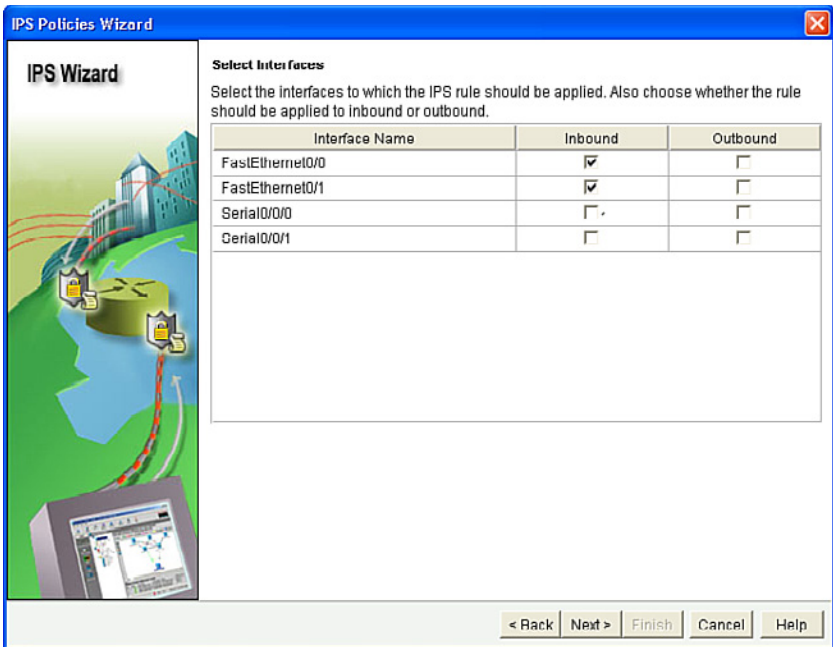 IPS Policies Wizard
IPS Wizard
Select Interfaces
Select the interfaces to which the IPS rule should be applied. Also choose whether the rule
should be applied to inbound or outbound.
Interface Name Inbound Outbound
FastEthernet0/0
FastEthernet0/1
Serial0/0/0
Serial0/0/1
< Back Next > Finish Cancel Help